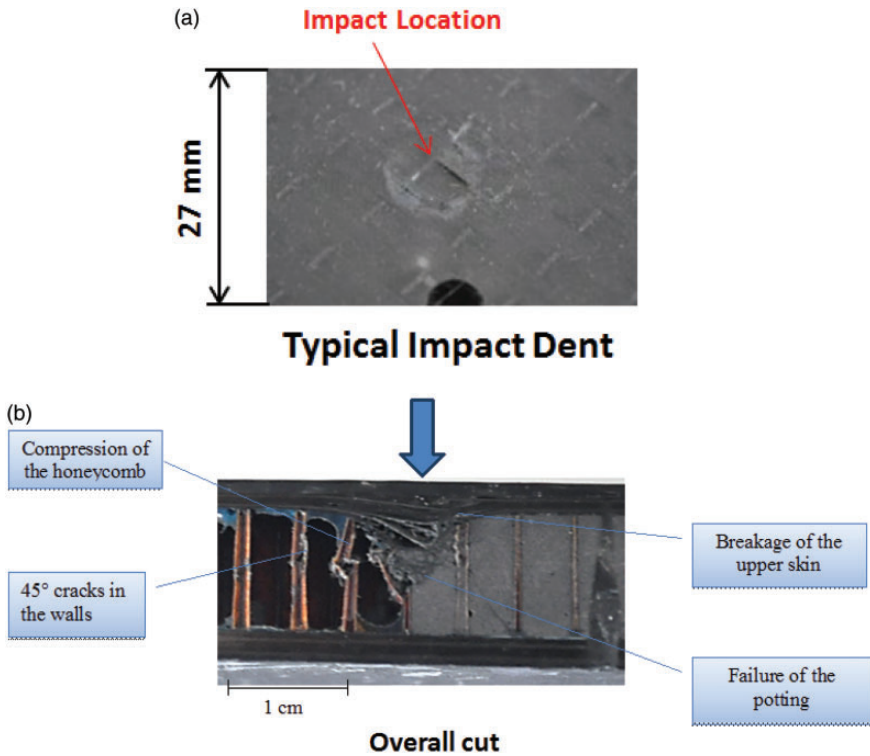 (a)
Impact Location
27 mm
Typical Impact Dent
(b)
Compression of
the honeycomb
45° cracks in
the walls
Breakage of the
upper skin
Failure of the
potting
1 cm
Overall cut